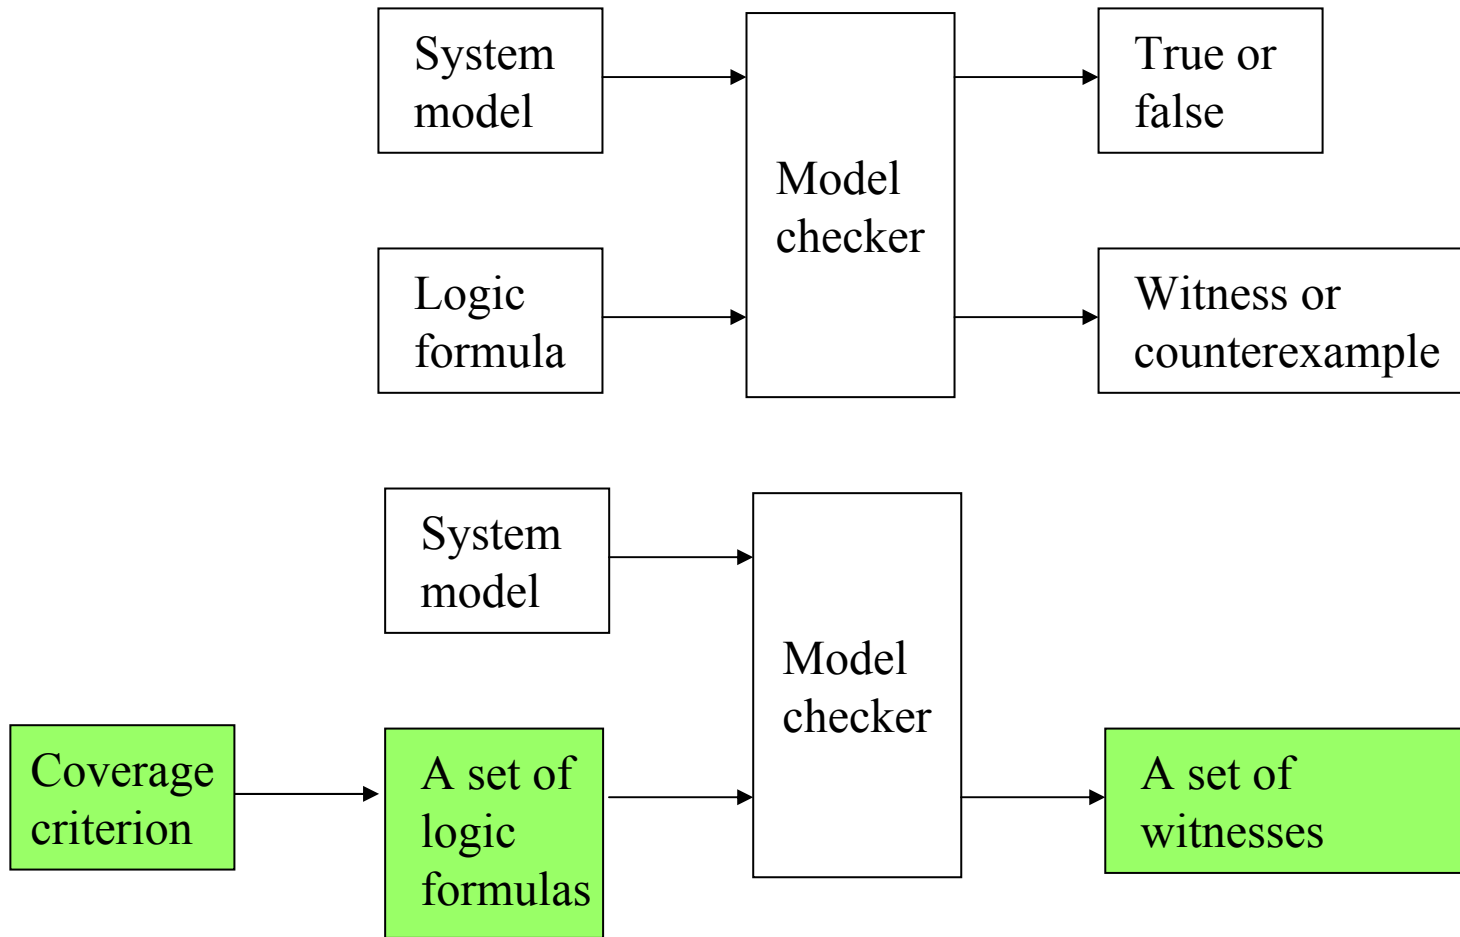 System
model
True or
false
Model
checker
Logic
formula
Witness or
counterexample
System
model
Model
checker
Coverage
criterion
A set of
logic
formulas
A set of
witnesses